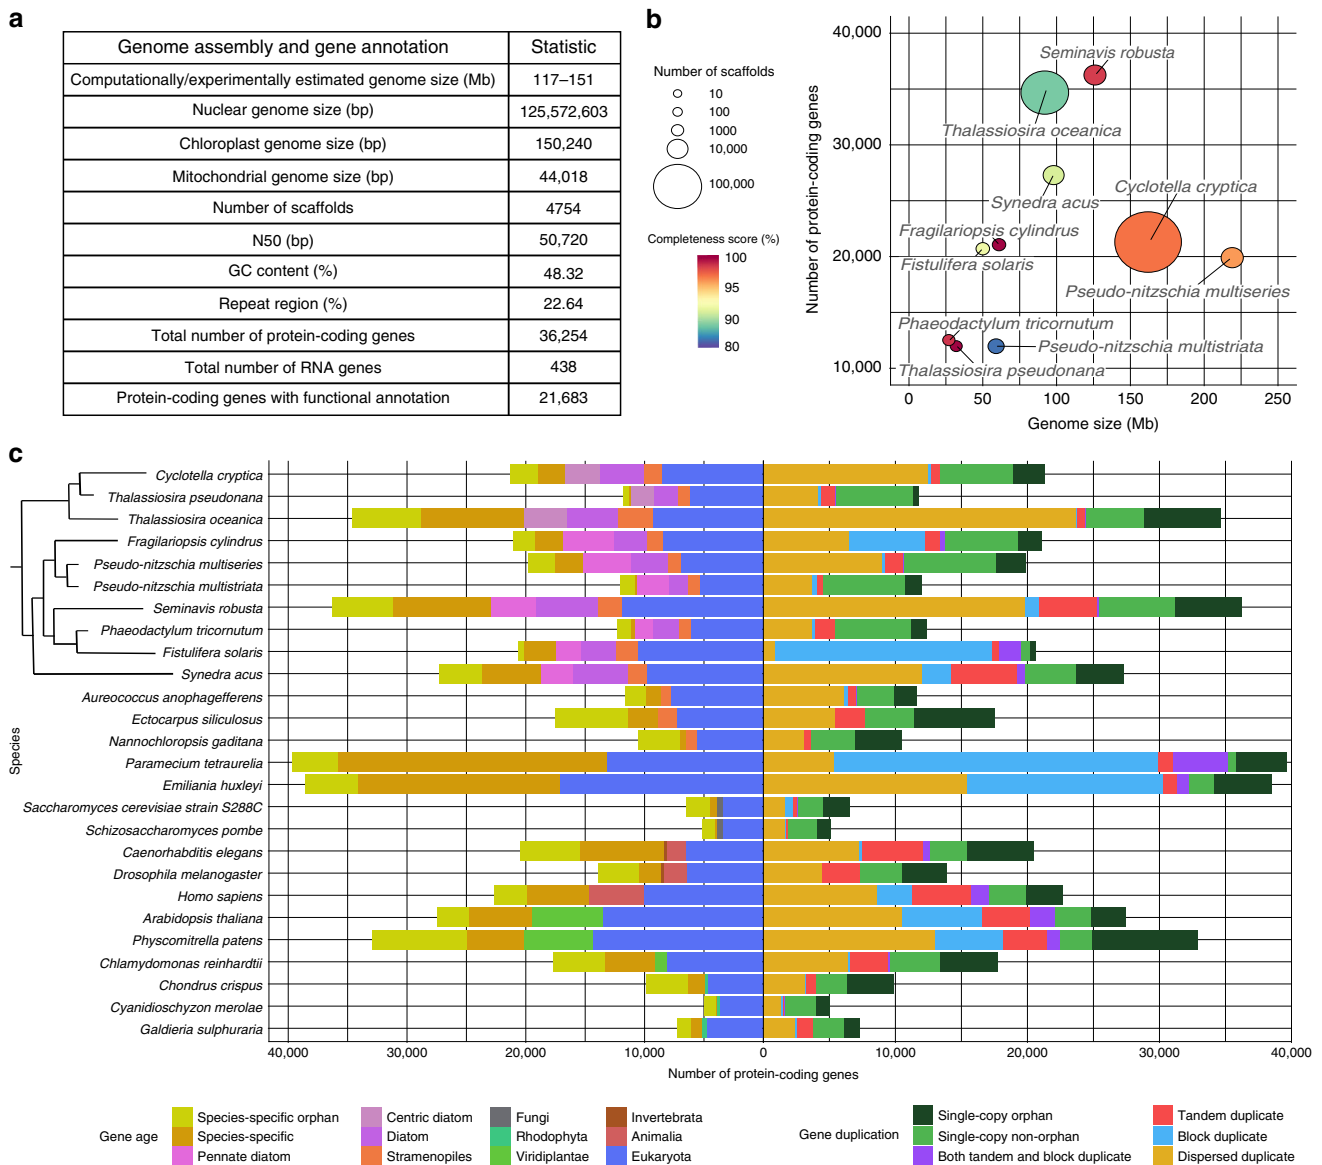 a
Genome assembly and gene annotation Statistic
Computationally/experimentally estimated genome size (Mb) 117–151
Nuclear genome size (bp) 125,572,603
Chloroplast genome size (bp) 150,240
Mitochondrial genome size (bp) 44,018
Number of scaffolds 4754
N50 (bp) 50,720
GC content (%) 48.32
Repeat region (%) 22.64
Total number of protein-coding genes 36,254
Total number of RNA genes 438
Protein-coding genes with functional annotation 21,683
b
Number of scaffolds
10
100
1000
10,000
100,000
Completeness score (%)
100
95
90
80
Number of protein-coding genes
40,000
30,000
20,000
10,000
Seminavis robusta
Thalassiosira oceanica
Cyclotella cryptica
Synedra acus
Fragilariopsis cylindrus
Fistulifera solaris
Pseudo-nitzschia multiseries
Phaeodactylum tricornutum
Pseudo-nitzschia multistriata
Thalassiosira pseudonana
0 50 100 150 200 250
Genome size (Mb)
c
Species
Cyclotella cryptica
Thalassiosira pseudonana
Thalassiosira oceanica
Fragilariopsis cylindrus
Pseudo-nitzschia multiseries
Pseudo-nitzschia multistriata
Seminavis robusta
Phaeodactylum tricornutum
Fistulifera solaris
Synedra acus
Aureococcus anophagefferens
Ectocarpus siliculosus
Nannochloropsis gaditana
Paramecium tetraurelia
Emiliania huxleyi
Saccharomyces cerevisiae strain S288C
Schizosaccharomyces pombe
Caenorhabditis elegans
Drosophila melanogaster
Homo sapiens
Arabidopsis thaliana
Physcomitrella patens
Chlamydomonas reinhardtii
Chondrus crispus
Cyanidioschyzon merolae
Galdieria sulphuraria
40,000 30,000 20,000 10,000 0 10,000 20,000 30,000 40,000
Number of protein-coding genes
Gene age
Species-specific orphan
Species-specific
Pennate diatom
Centric diatom
Diatom
Stramenopiles
Fungi
Rhodophyta
Viridiplantae
Invertebrata
Animalia
Eukaryota
Gene duplication
Single-copy orphan
Single-copy non-orphan
Both tandem and block duplicate
Tandem duplicate
Block duplicate
Dispersed duplicate